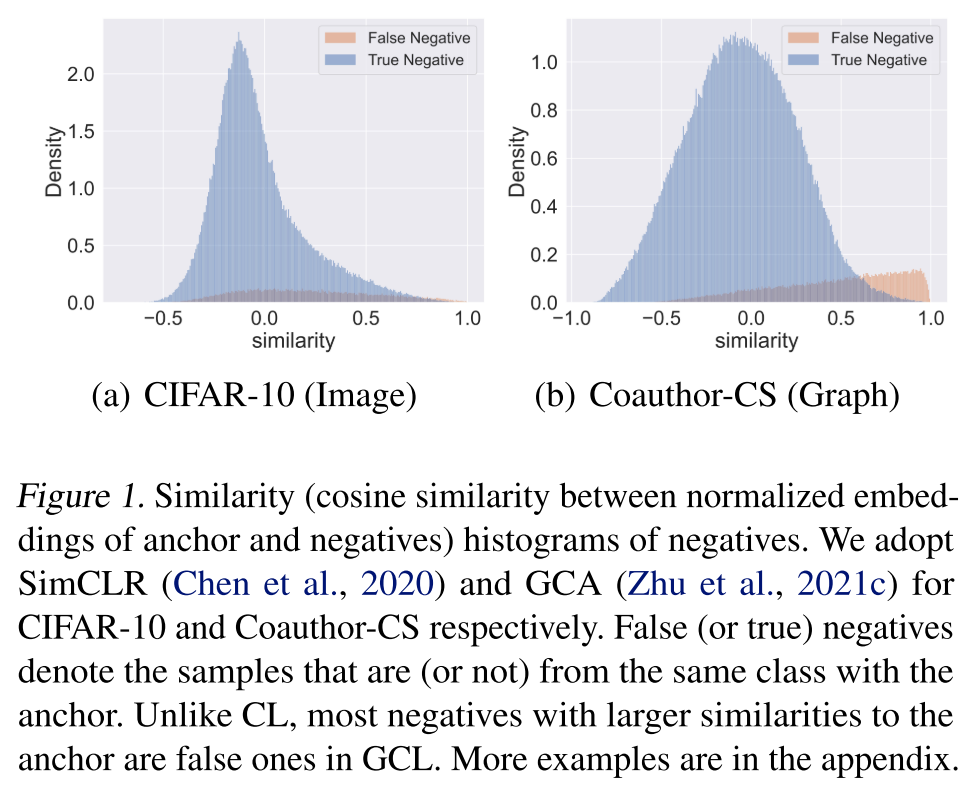 False Negative
True Negative
2.0
1.5
1.0
0.5
0.0
Density
−0.5
0.0
0.5
1.0
similarity
(a) CIFAR-10 (Image)
False Negative
True Negative
1.0
0.8
0.6
0.4
0.2
0.0
Density
−1.0
−0.5
0.0
0.5
1.0
similarity
(b) Coauthor-CS (Graph)
Figure 1. Similarity (cosine similarity between normalized embed-
dings of anchor and negatives) histograms of negatives. We adopt
SimCLR (Chen et al., 2020) and GCA (Zhu et al., 2021c) for
CIFAR-10 and Coauthor-CS respectively. False (or true) negatives
denote the samples that are (or not) from the same class with the
anchor. Unlike CL, most negatives with larger similarities to the
anchor are false ones in GCL. More examples are in the appendix.